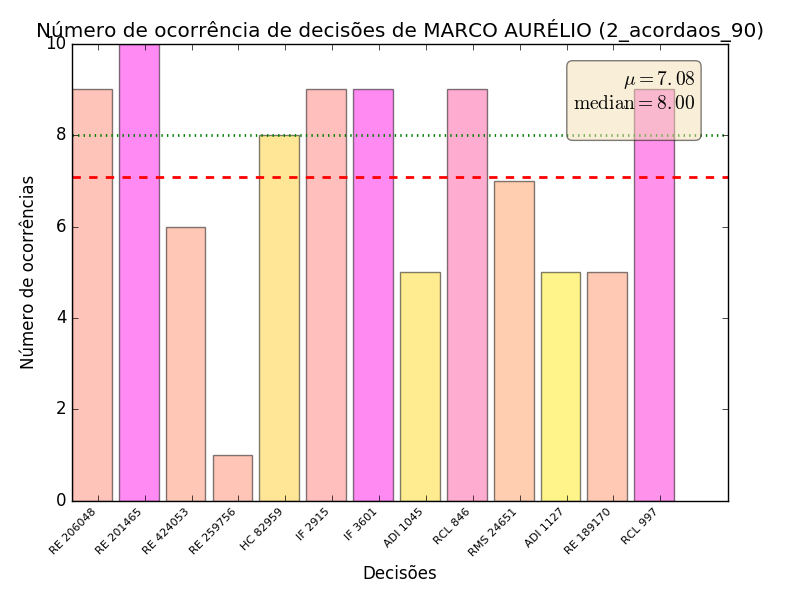 Número de ocorrência de decisões de MARCO AURÉLIO (2_acordaos_90)
μ = 7.08
median = 8.00
Número de ocorrências
10
8
6
4
2
0
RE 206048
RE 201465
RE 424053
RE 259756
HC 82959
IF 2915
IF 3601
ADI 1045
RCL 846
RMS 24651
ADI 1127
RE 189170
RCL 997
Decisões